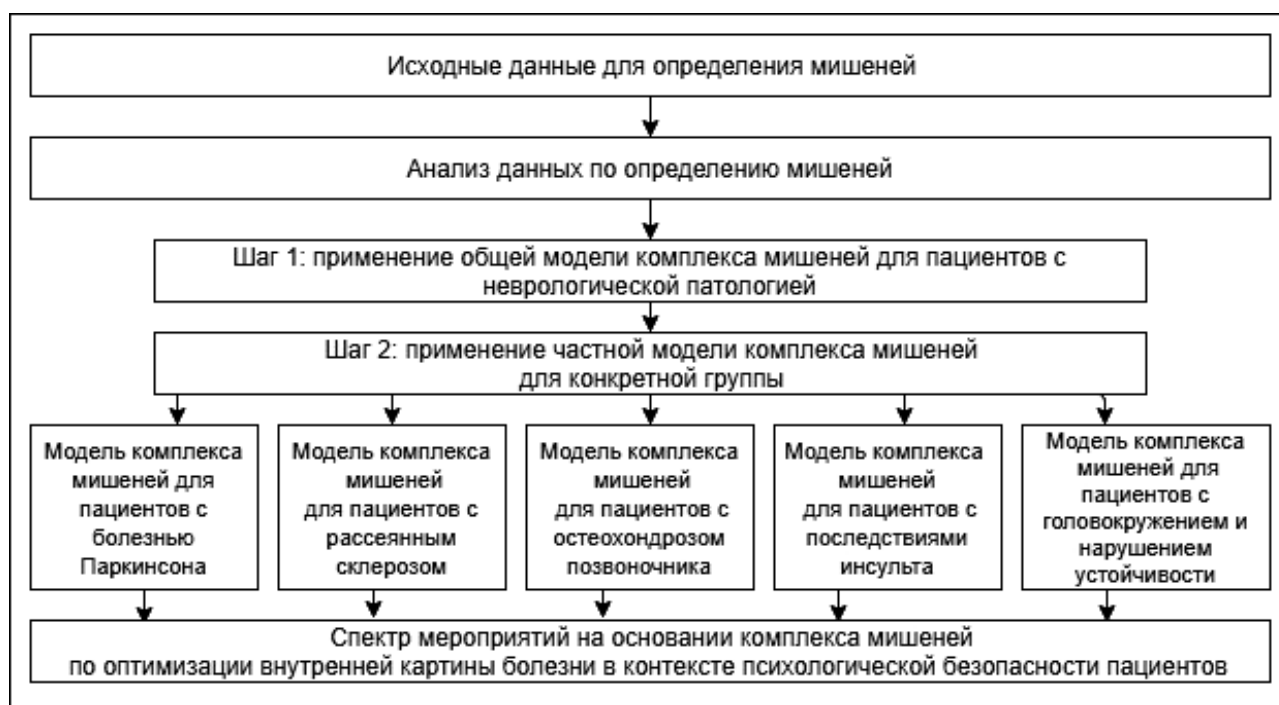 Исходные данные для определения мишеней
Анализ данных по определению мишеней
Шаг 1: применение общей модели комплекса мишеней для пациентов с
неврологической патологией
Шаг 2: применение частной модели комплекса мишеней
для конкретной группы
Модель комплекса
мишеней для
пациентов с
болезнью
Паркинсона
Модель комплекса
мишеней
для пациентов с
рассеянным
склерозом
Модель комплекса
мишеней
для пациентов с
остеохондрозом
позвоночника
Модель комплекса
мишеней
для пациентов с
последствиями
инсульта
Модель комплекса
мишеней для
пациентов с
головокружением и
нарушением
устойчивости
Спектр мероприятий на основании комплекса мишеней
по оптимизации внутренней картины болезни в контексте психологической безопасности пациентов